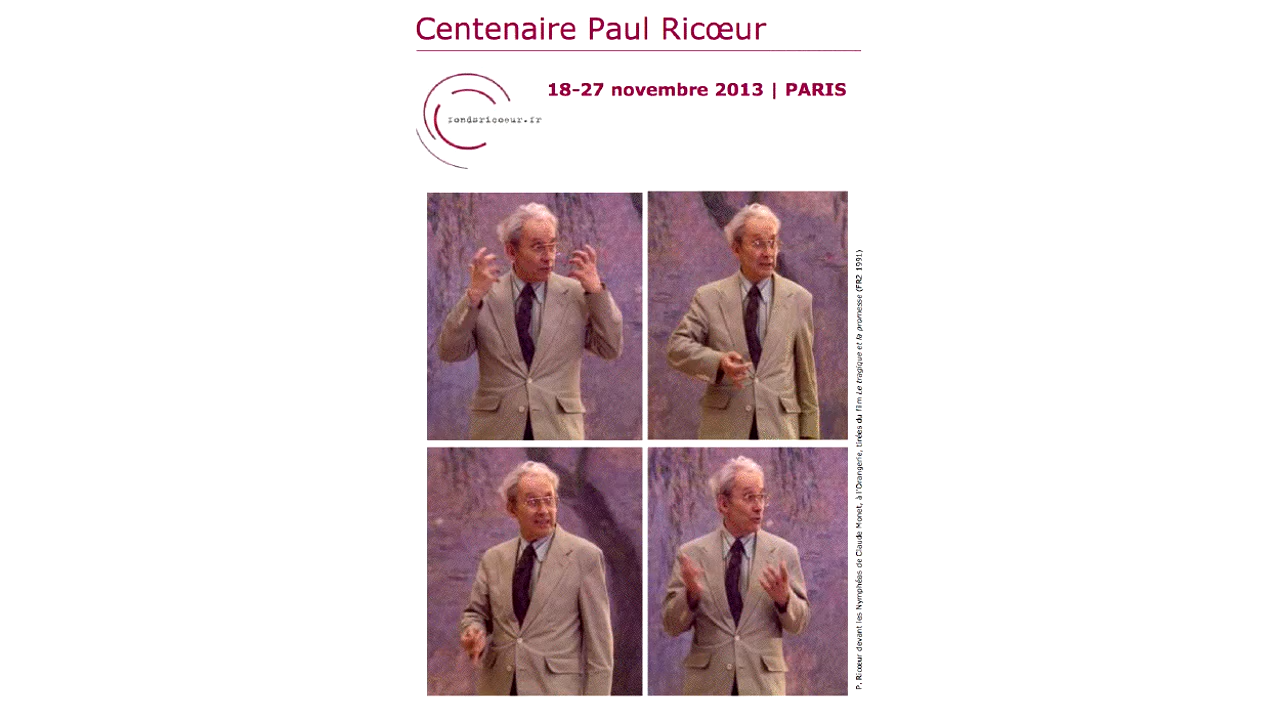 Centenaire Paul Ricœur
18-27 novembre 2013 | PARIS
fondsricoeur.fr
P. Ricœur devant les Nymphéas de Claude Monet, à l'Orangerie, tirées du film Le tragique et la promesse (FR2 1991)